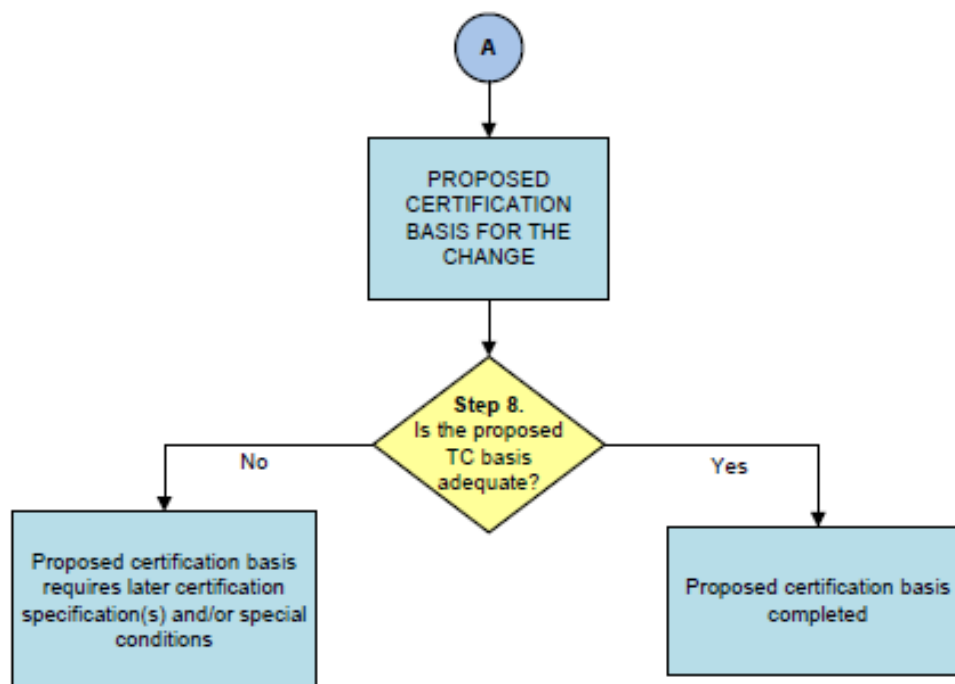 A
PROPOSED
CERTIFICATION
BASIS FOR THE
CHANGE
Step 8.
Is the proposed
TC basis
adequate?
No
Yes
Proposed certification basis
requires later certification
specification(s) and/or special
conditions
Proposed certification basis
completed